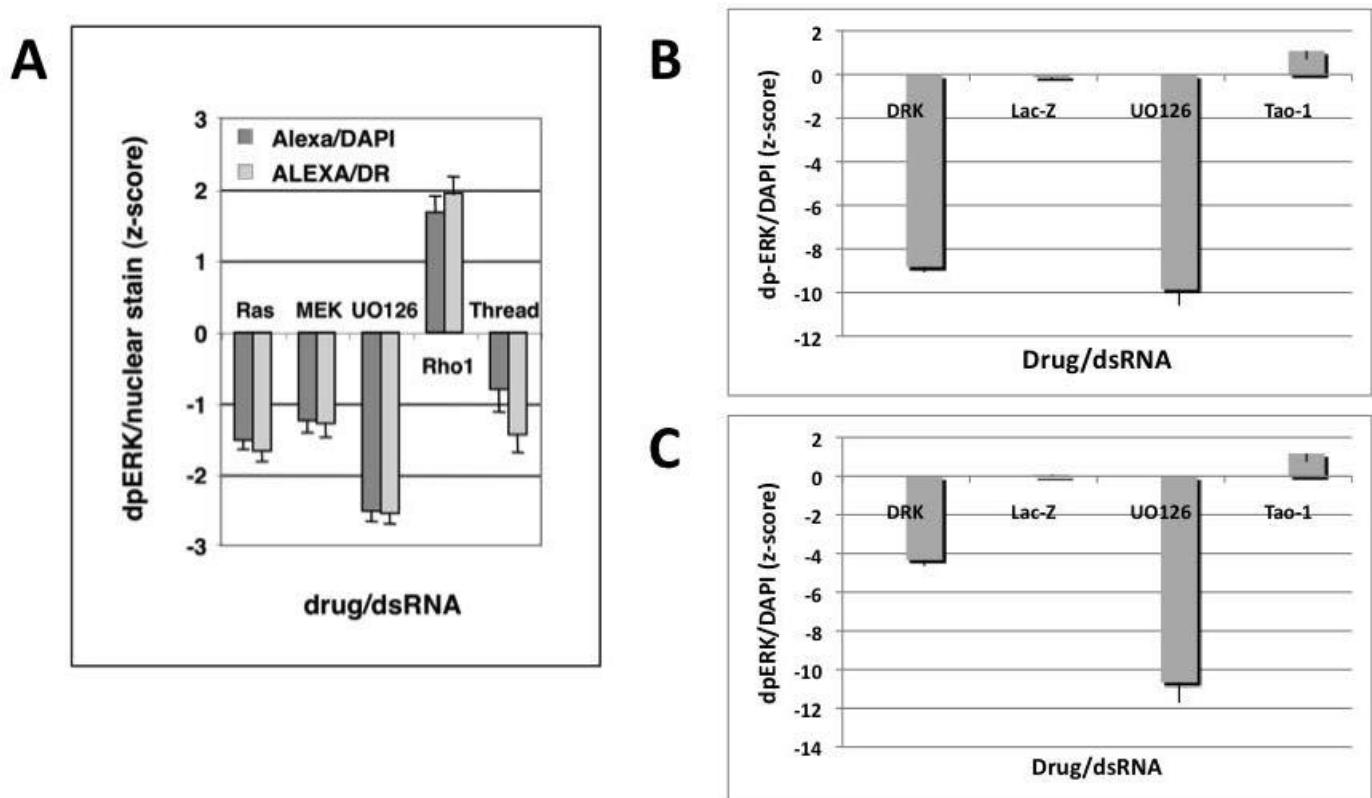 A
dpERK/nuclear stain (z-score)
3
2
1
0
-1
-2
-3
Alexa/DAPI
ALEXA/DR
Ras MEK UO126 Thread
Rho1
drug/dsRNA
B
dp-ERK/DAPI (z-score)
2
0
-2
-4
-6
-8
-10
-12
DRK Lac-Z UO126 Tao-1
Drug/dsRNA
C
dpERK/DAPI (z-score)
2
0
-2
-4
-6
-8
-10
-12
-14
DRK Lac-Z UO126 Tao-1
Drug/dsRNA